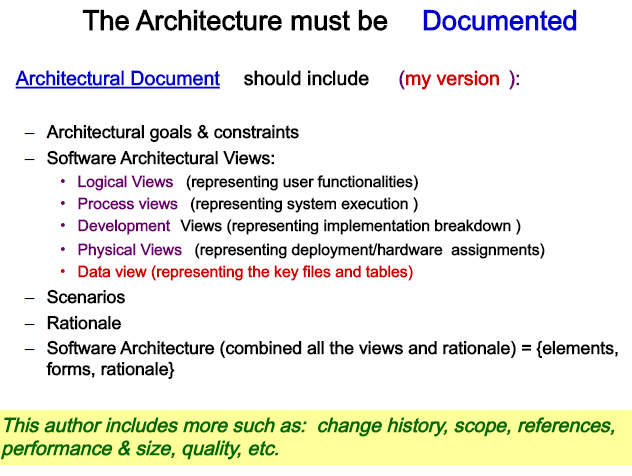 The Architecture must be Documented
Architectural Document should include (my version ):
– Architectural goals & constraints
– Software Architectural Views:
• Logical Views (representing user functionalities)
• Process views (representing system execution )
• Development Views (representing implementation breakdown )
• Physical Views (representing deployment/hardware assignments)
• Data view (representing the key files and tables)
– Scenarios
– Rationale
– Software Architecture (combined all the views and rationale) = {elements,
forms, rationale}
This author includes more such as: change history, scope, references,
performance & size, quality, etc.